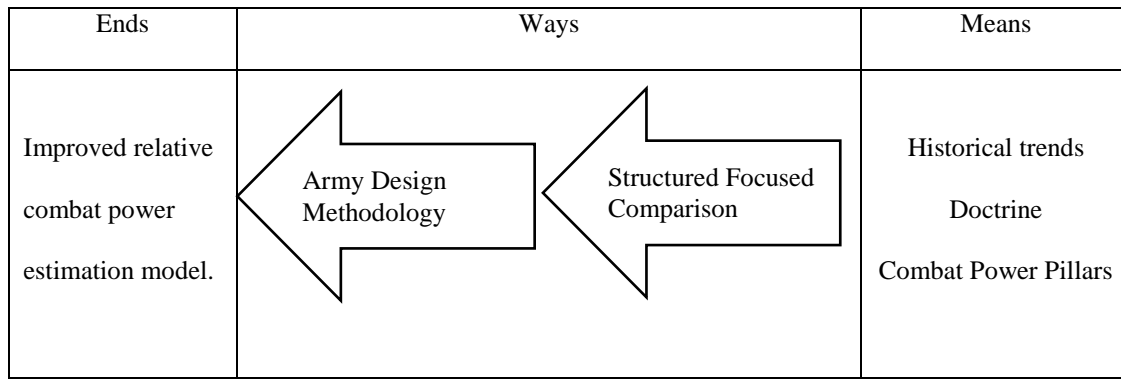 Ends
Ways
Means
Improved relative
combat power
estimation model.
Army Design
Methodology
Structured Focused
Comparison
Historical trends
Doctrine
Combat Power Pillars